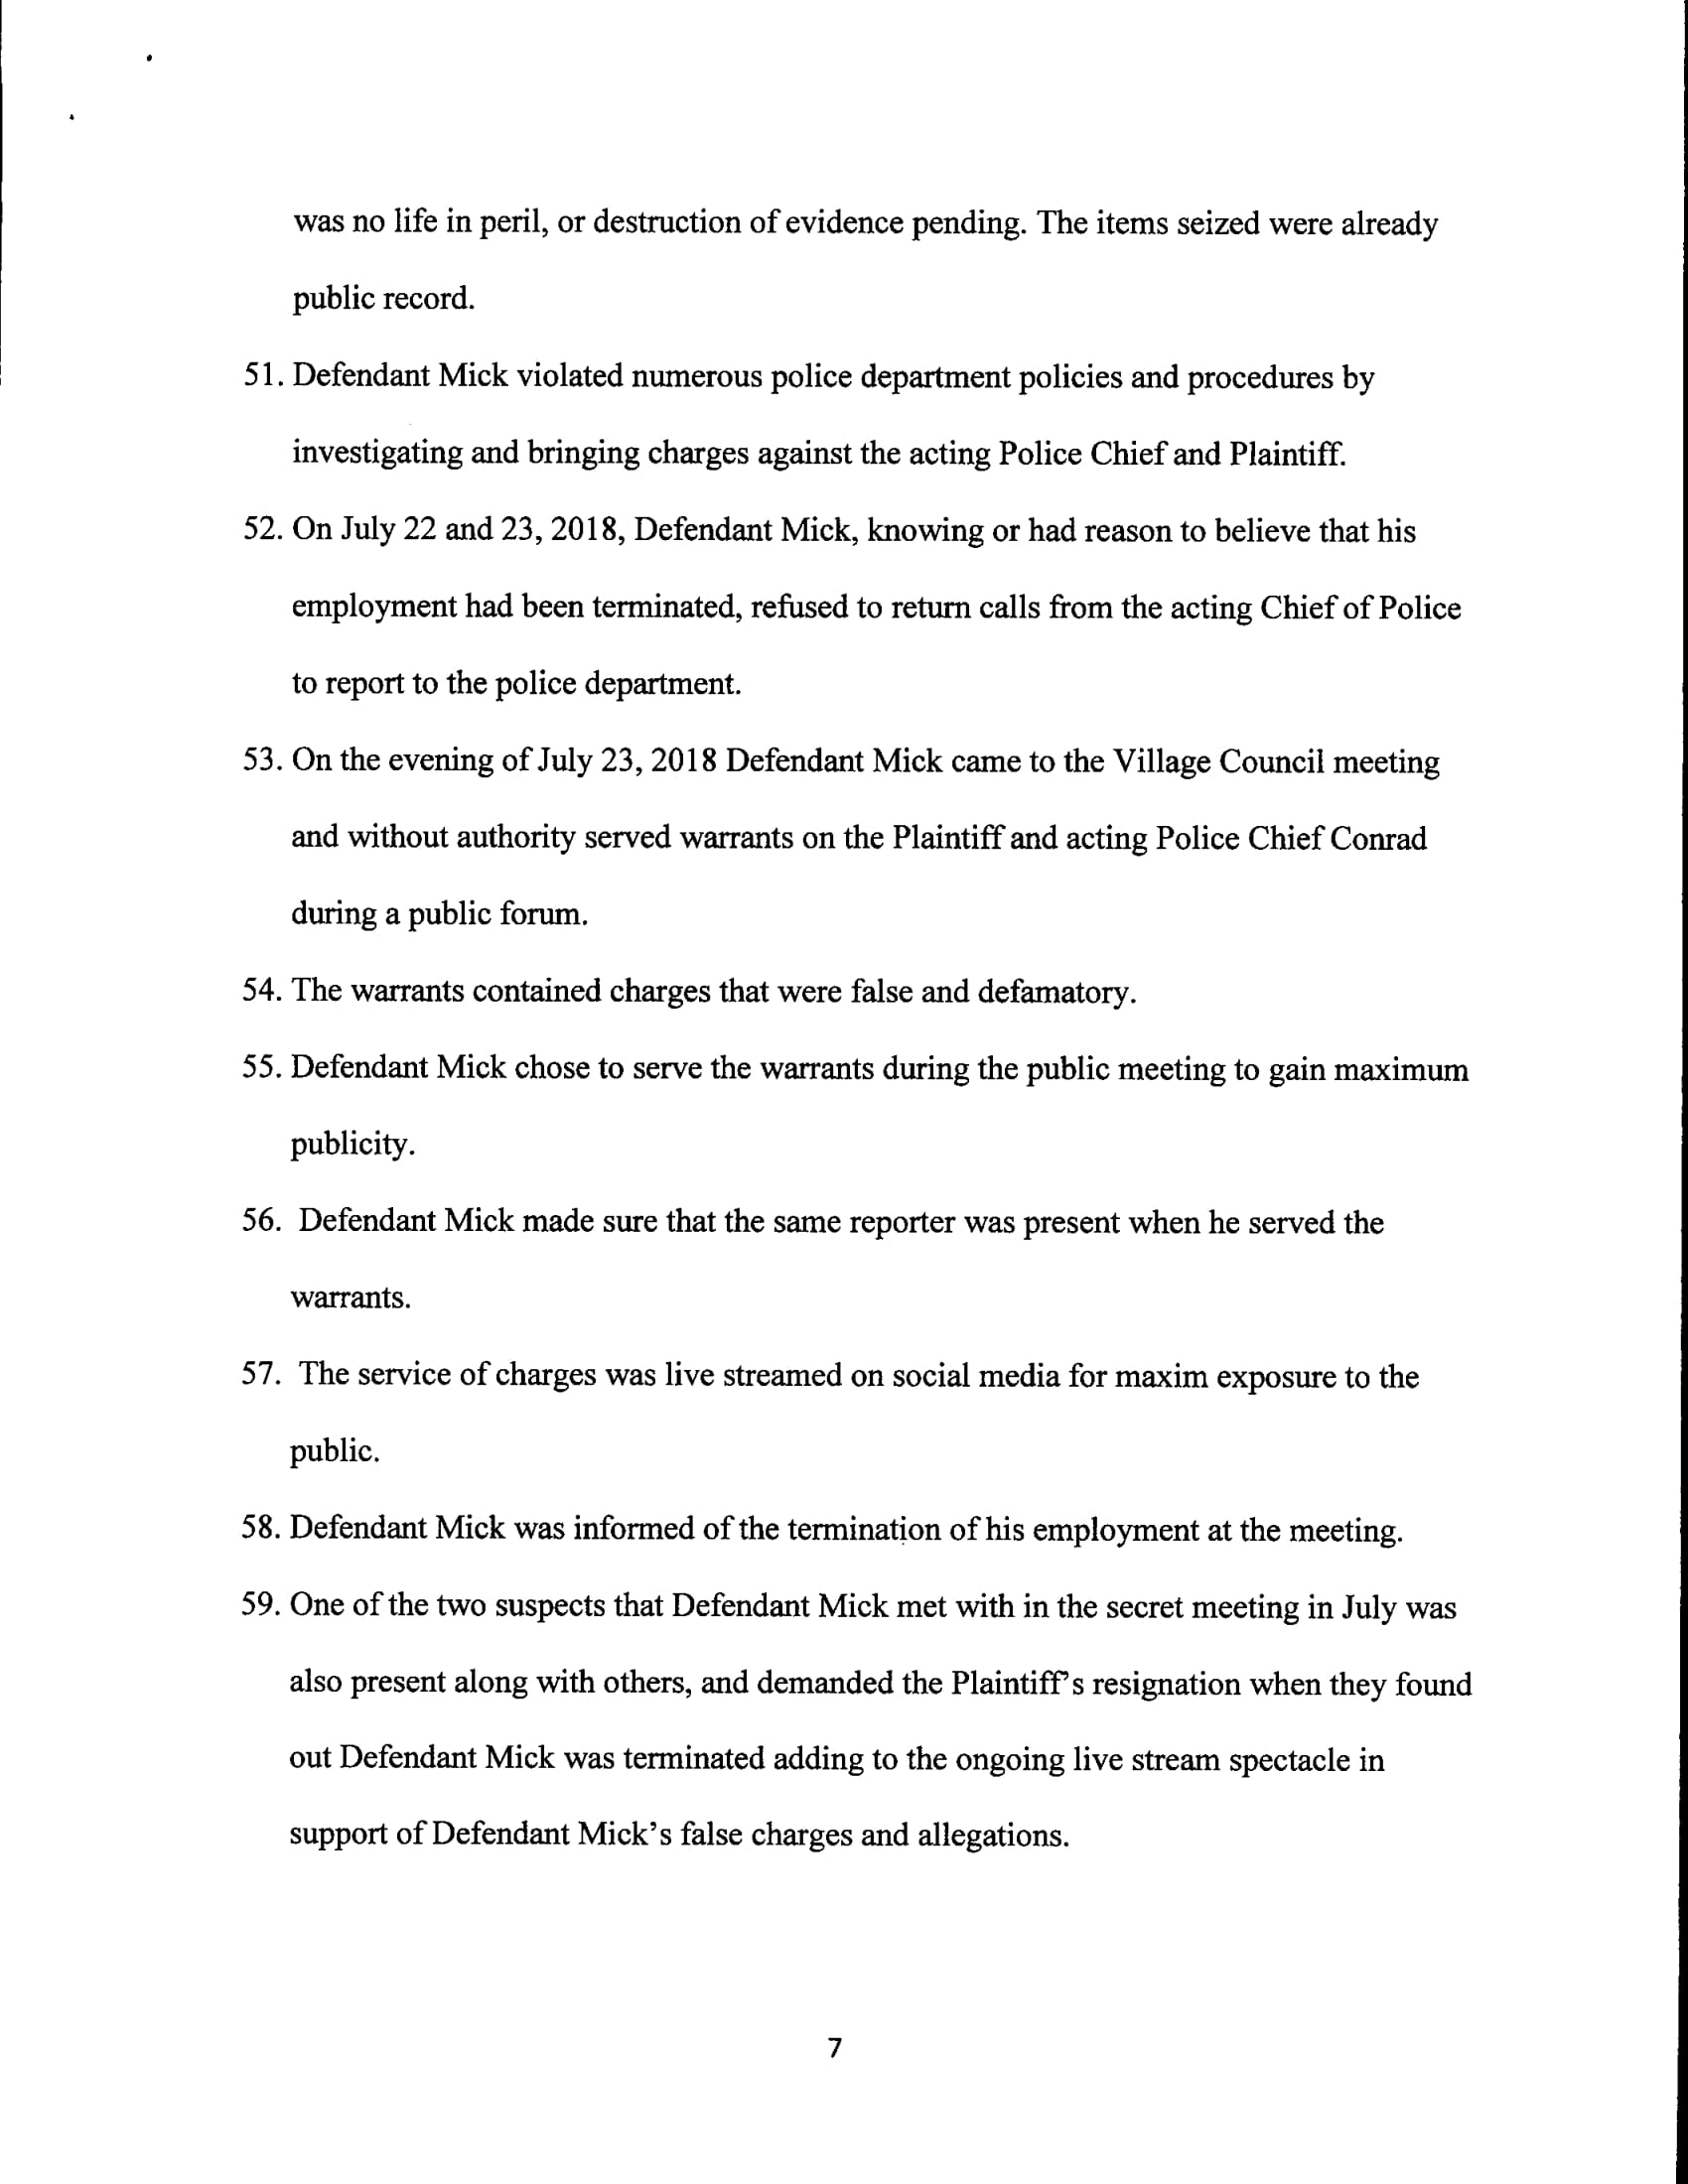 was no life in peril, or destruction of evidence pending. The items seized were already
public record.
51. Defendant Mick violated numerous police department policies and procedures by
investigating and bringing charges against the acting Police Chief and Plaintiff.
52. On July 22 and 23, 2018, Defendant Mick, knowing or had reason to believe that his
employment had been terminated, refused to return calls from the acting Chief of Police
to report to the police department.
53. On the evening of July 23, 2018 Defendant Mick came to the Village Council meeting
and without authority served warrants on the Plaintiff and acting Police Chief Conrad
during a public forum.
54. The warrants contained charges that were false and defamatory.
55. Defendant Mick chose to serve the warrants during the public meeting to gain maximum
publicity.
56. Defendant Mick made sure that the same reporter was present when he served the
warrants.
57. The service of charges was live streamed on social media for maxim exposure to the
public.
58. Defendant Mick was informed of the termination of his employment at the meeting.
59. One of the two suspects that Defendant Mick met with in the secret meeting in July was
also present along with others, and demanded the Plaintiff's resignation when they found
out Defendant Mick was terminated adding to the ongoing live stream spectacle in
support of Defendant Mick's false charges and allegations.
7